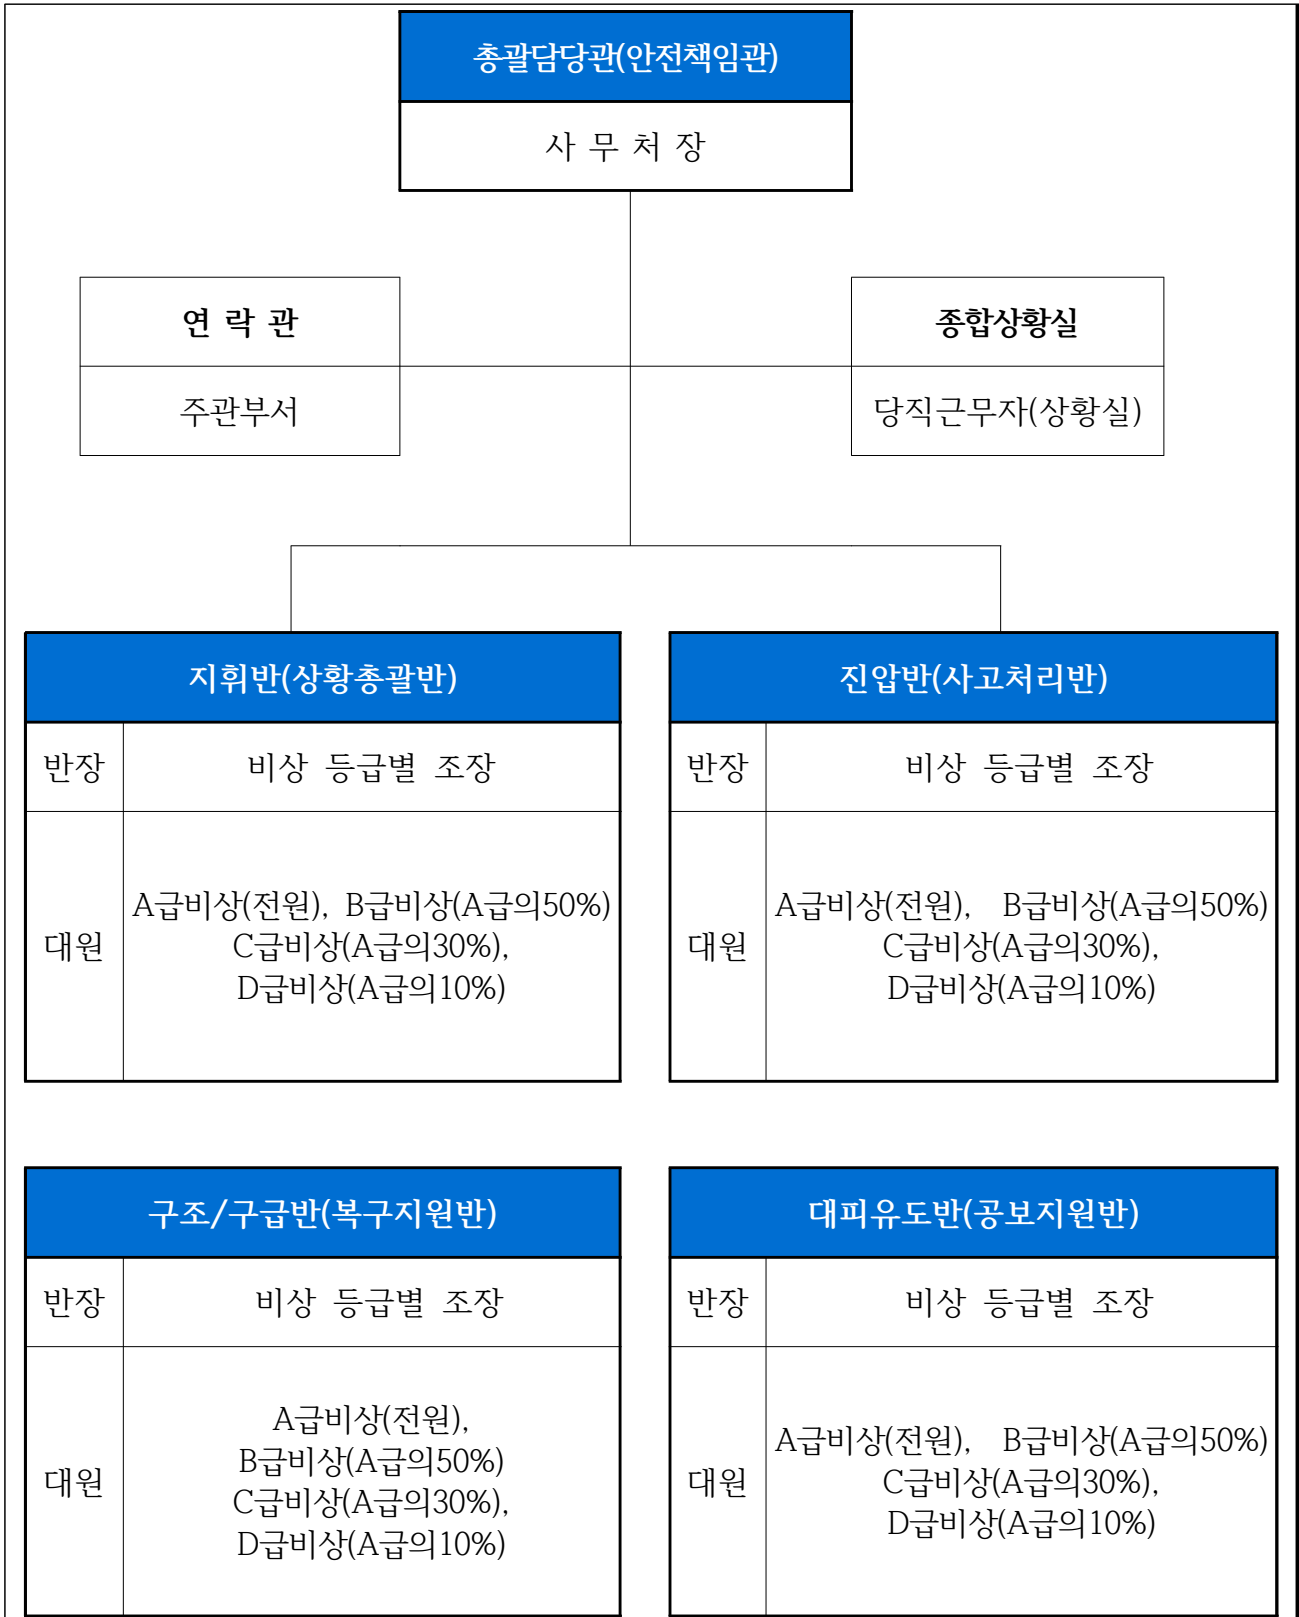 총괄담당관(안전책임관)
사 무 처 장
연 락 관
종합상황실
주관부서
당직근무자(상황실)
지휘반(상황총괄반)
반장
비상 등급별 조장
대원
A급비상(전원), B급비상(A급의50%)
C급비상(A급의30%),
D급비상(A급의10%)
진압반(사고처리반)
반장
비상 등급별 조장
대원
A급비상(전원), B급비상(A급의50%)
C급비상(A급의30%),
D급비상(A급의10%)
구조/구급반(복구지원반)
반장
비상 등급별 조장
대원
A급비상(전원),
B급비상(A급의50%)
C급비상(A급의30%),
D급비상(A급의10%)
대피유도반(공보지원반)
반장
비상 등급별 조장
대원
A급비상(전원), B급비상(A급의50%)
C급비상(A급의30%),
D급비상(A급의10%)